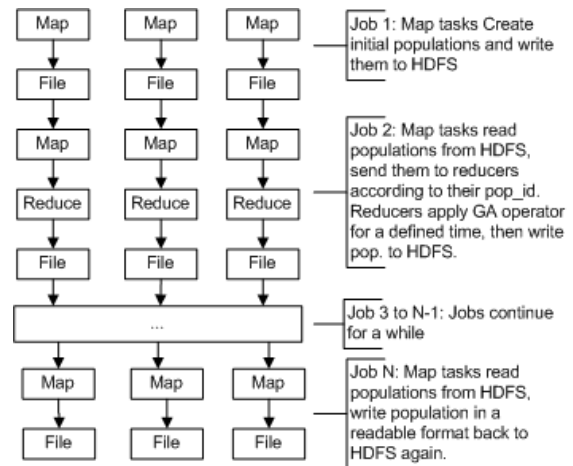 Map Map Map
Job 1: Map tasks Create
initial populations and write
them to HDFS
File File File
Map Map Map
Job 2: Map tasks read
populations from HDFS,
send them to reducers
according to their pop_id.
Reducers apply GA operator
for a defined time, then write
pop. to HDFS.
Reduce Reduce Reduce
File File File
...
Job 3 to N-1: Jobs continue
for a while
Map Map Map
Job N: Map tasks read
populations from HDFS,
write population in a
readable format back to
HDFS again.
File File File